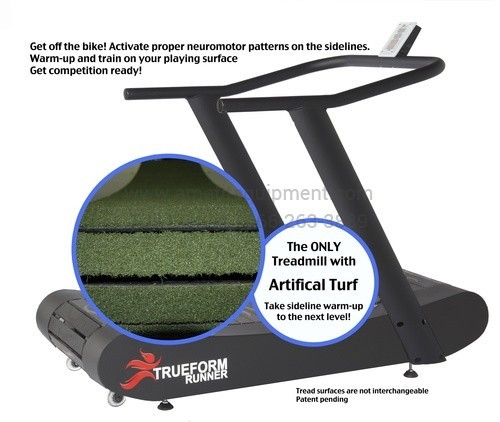 Get off the bike! Activate proper neuromotor patterns on the sidelines.
Warm-up and train on your playing surface
Get competition ready!
The ONLY
Treadmill with
Artifical Turf
Take sideline warm-up
to the next level!
TRUEFORM
RUNNER
Tread surfaces are not interchangeable
Patent pending